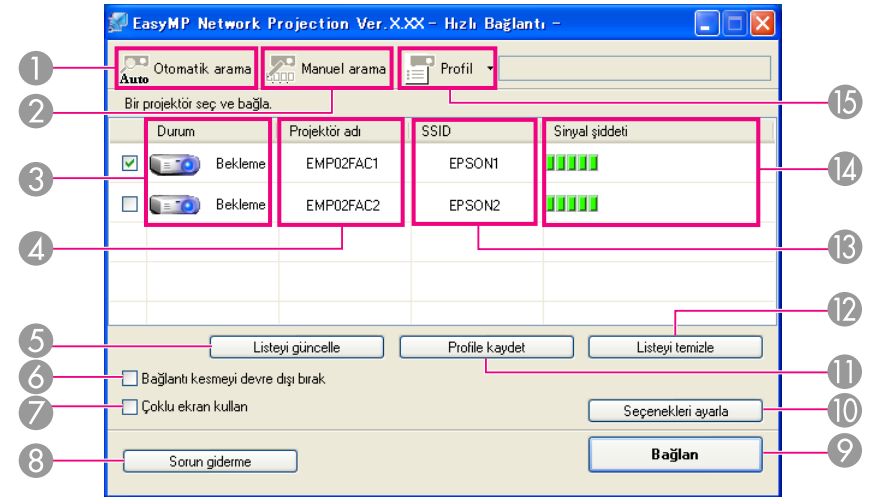 EasyMP Network Projection Ver.X.XX - Hızlı Bağlantı -
1 Auto Otomatik arama Manuel arama Profil
2 Bir projektör seç ve bağla. 15
Durum Projektör adı SSID Sinyal şiddeti
3 Bekleme EMP02FAC1 EPSON1 14
Bekleme EMP02FAC2 EPSON2
4 13
12
5 Listeyi güncelle Profile kaydet Listeyi temizle
6 Bağlantı kesmeyi devre dışı bırak 11
7 Çoklu ekran kullan Seçenekleri ayarla 10
8 Sorun giderme Bağlan 9